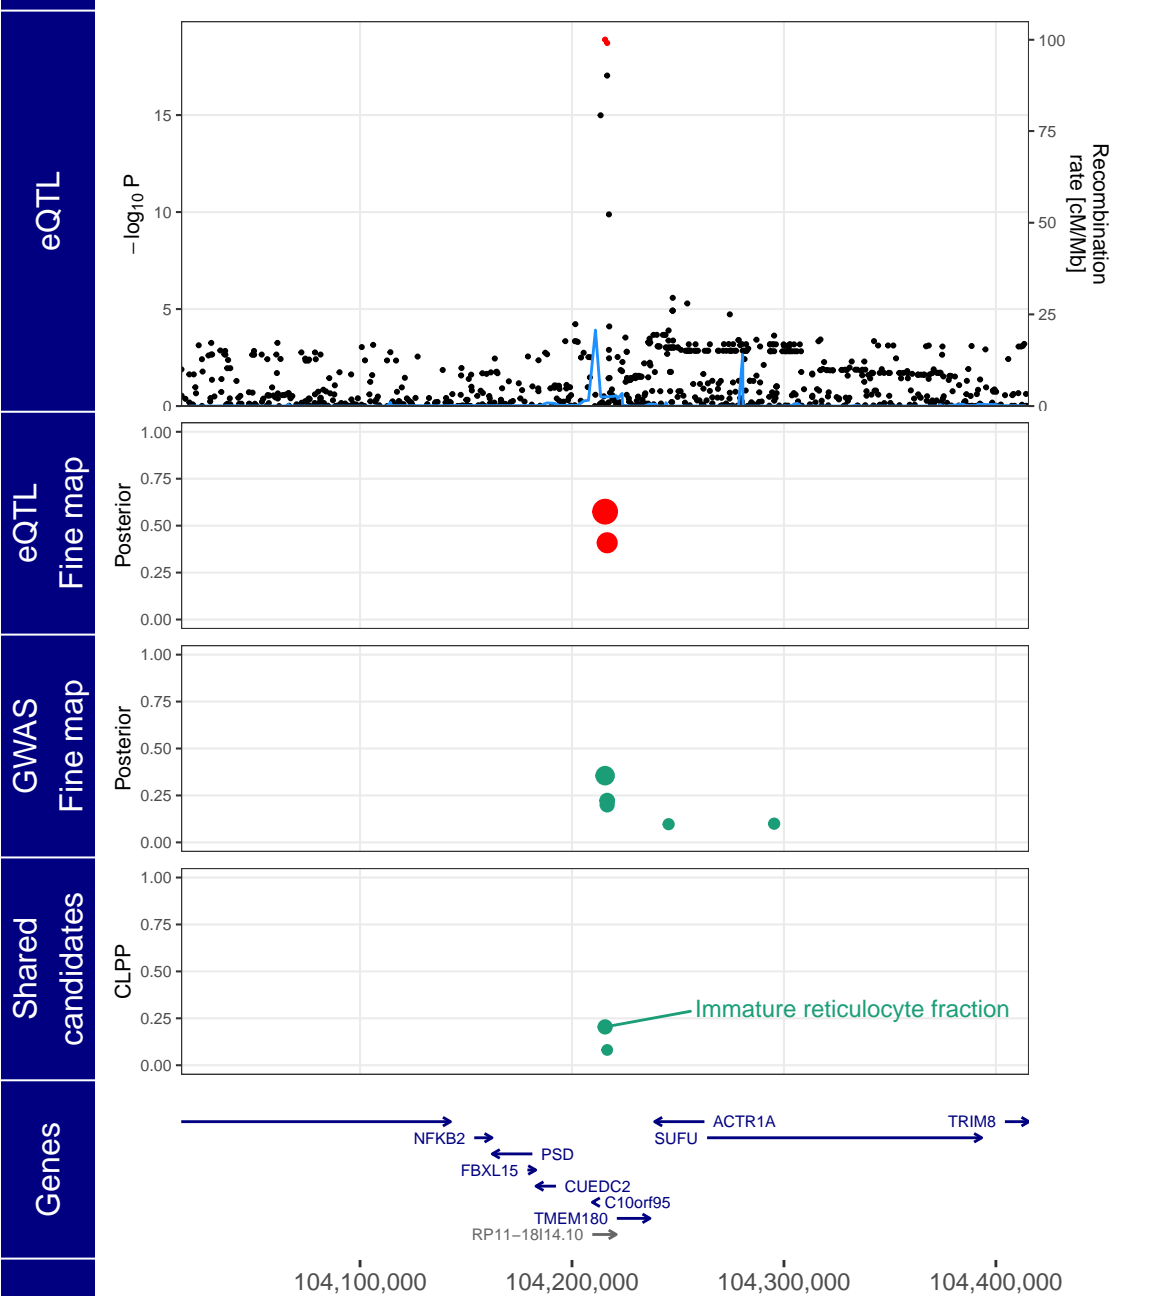 eQTL
−log10 P
15
10
5
0
100
75
50
25
0
Recombination
rate [cM/Mb]
eQTL
Fine map
Posterior
1.00
0.75
0.50
0.25
0.00
GWAS
Fine map
Posterior
1.00
0.75
0.50
0.25
0.00
Shared
candidates
CLPP
1.00
0.75
0.50
0.25
0.00
Immature reticulocyte fraction
Genes
ACTR1A
TRIM8
NFKB2
SUFU
PSD
FBXL15
CUEDC2
C10orf95
TMEM180
RP11−18I14.10
104,100,000
104,200,000
104,300,000
104,400,000